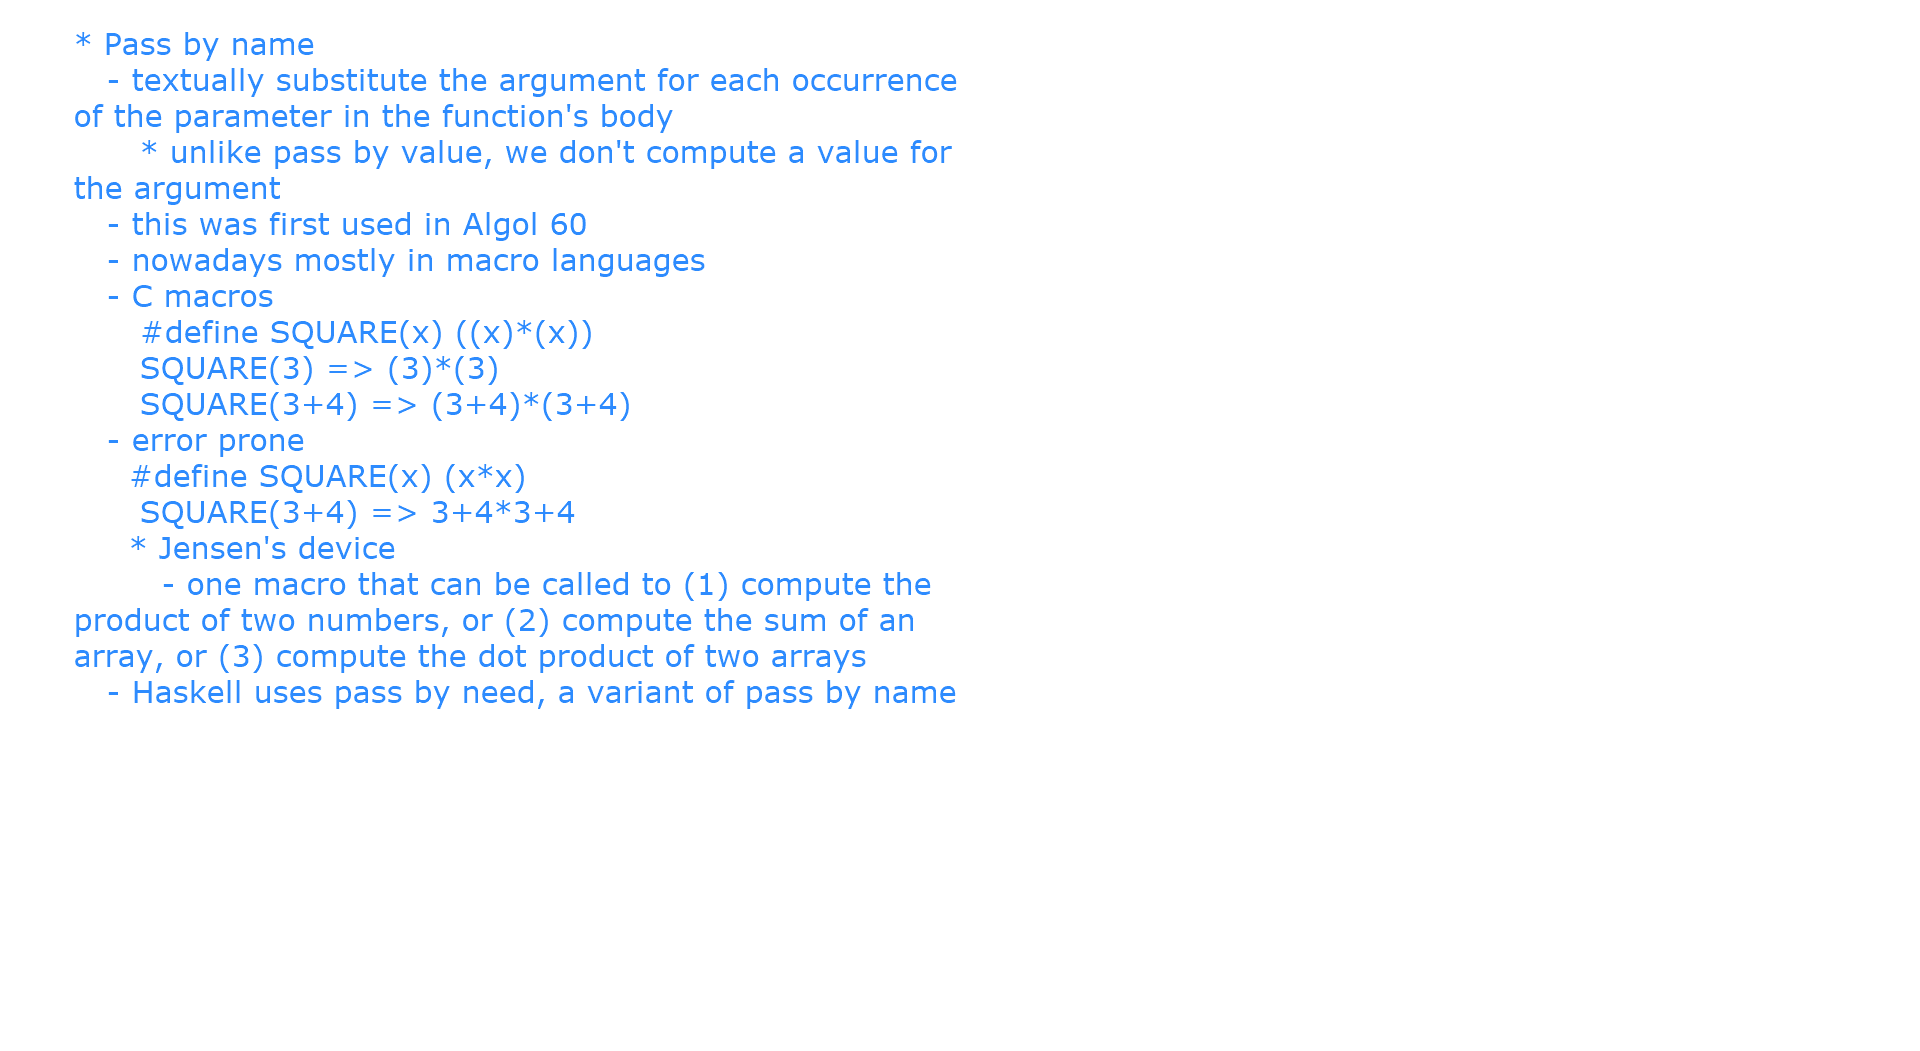 * Pass by name
- textually substitute the argument for each occurrence
of the parameter in the function's body
* unlike pass by value, we don't compute a value for
the argument
- this was first used in Algol 60
- nowadays mostly in macro languages
- C macros
#define SQUARE(x) ((x)*(x))
SQUARE(3) => (3)*(3)
SQUARE(3+4) => (3+4)*(3+4)
- error prone
#define SQUARE(x) (x*x)
SQUARE(3+4) => 3+4*3+4
* Jensen's device
- one macro that can be called to (1) compute the
product of two numbers, or (2) compute the sum of an
array, or (3) compute the dot product of two arrays
- Haskell uses pass by need, a variant of pass by name